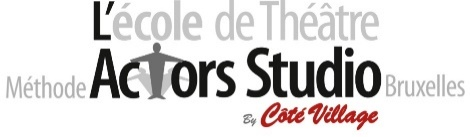 L'école de Théâtre
Méthode Actors Studio Bruxelles
By Côté Village